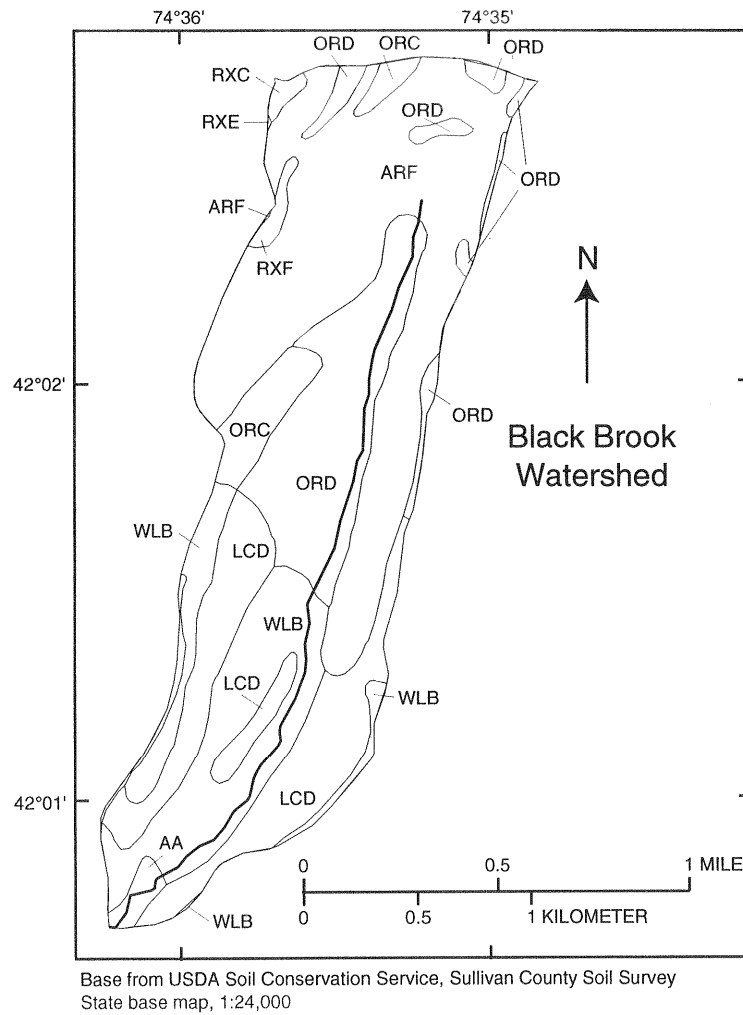 74°36' 74°35'
ORD ORC ORD
RXC
RXE
ORD
ARF
ORD
ARF
RXF
N
42°02'
ORD
ORC
Black Brook
Watershed
ORD
WLB
LCD
WLB
LCD
WLB
42°01'
LCD
AA
0 0.5 1 MILE
0 0.5 1 KILOMETER
WLB
Base from USDA Soil Conservation Service, Sullivan County Soil Survey
State base map, 1:24,000